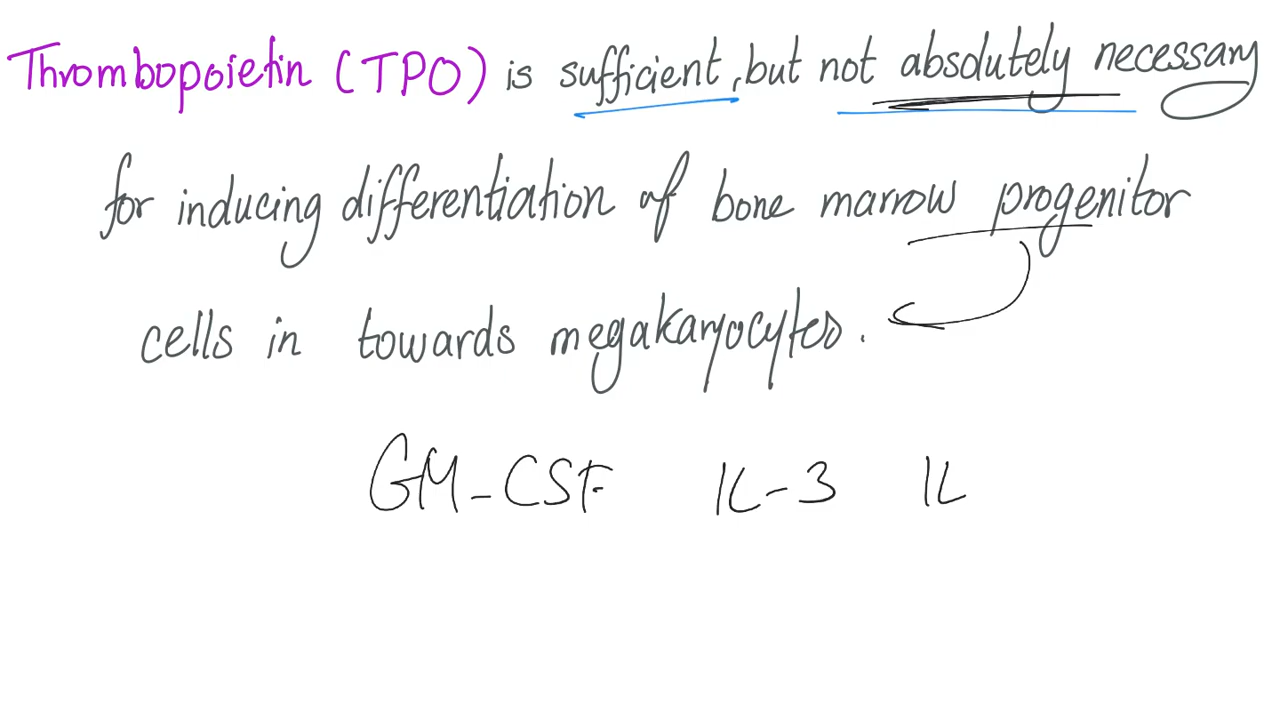 Thrombopoietin (TPO) is sufficient, but not absolutely necessary
for inducing differentiation of bone marrow progenitor
cells in towards megakaryocytes.
GM-CSF IL-3 IL